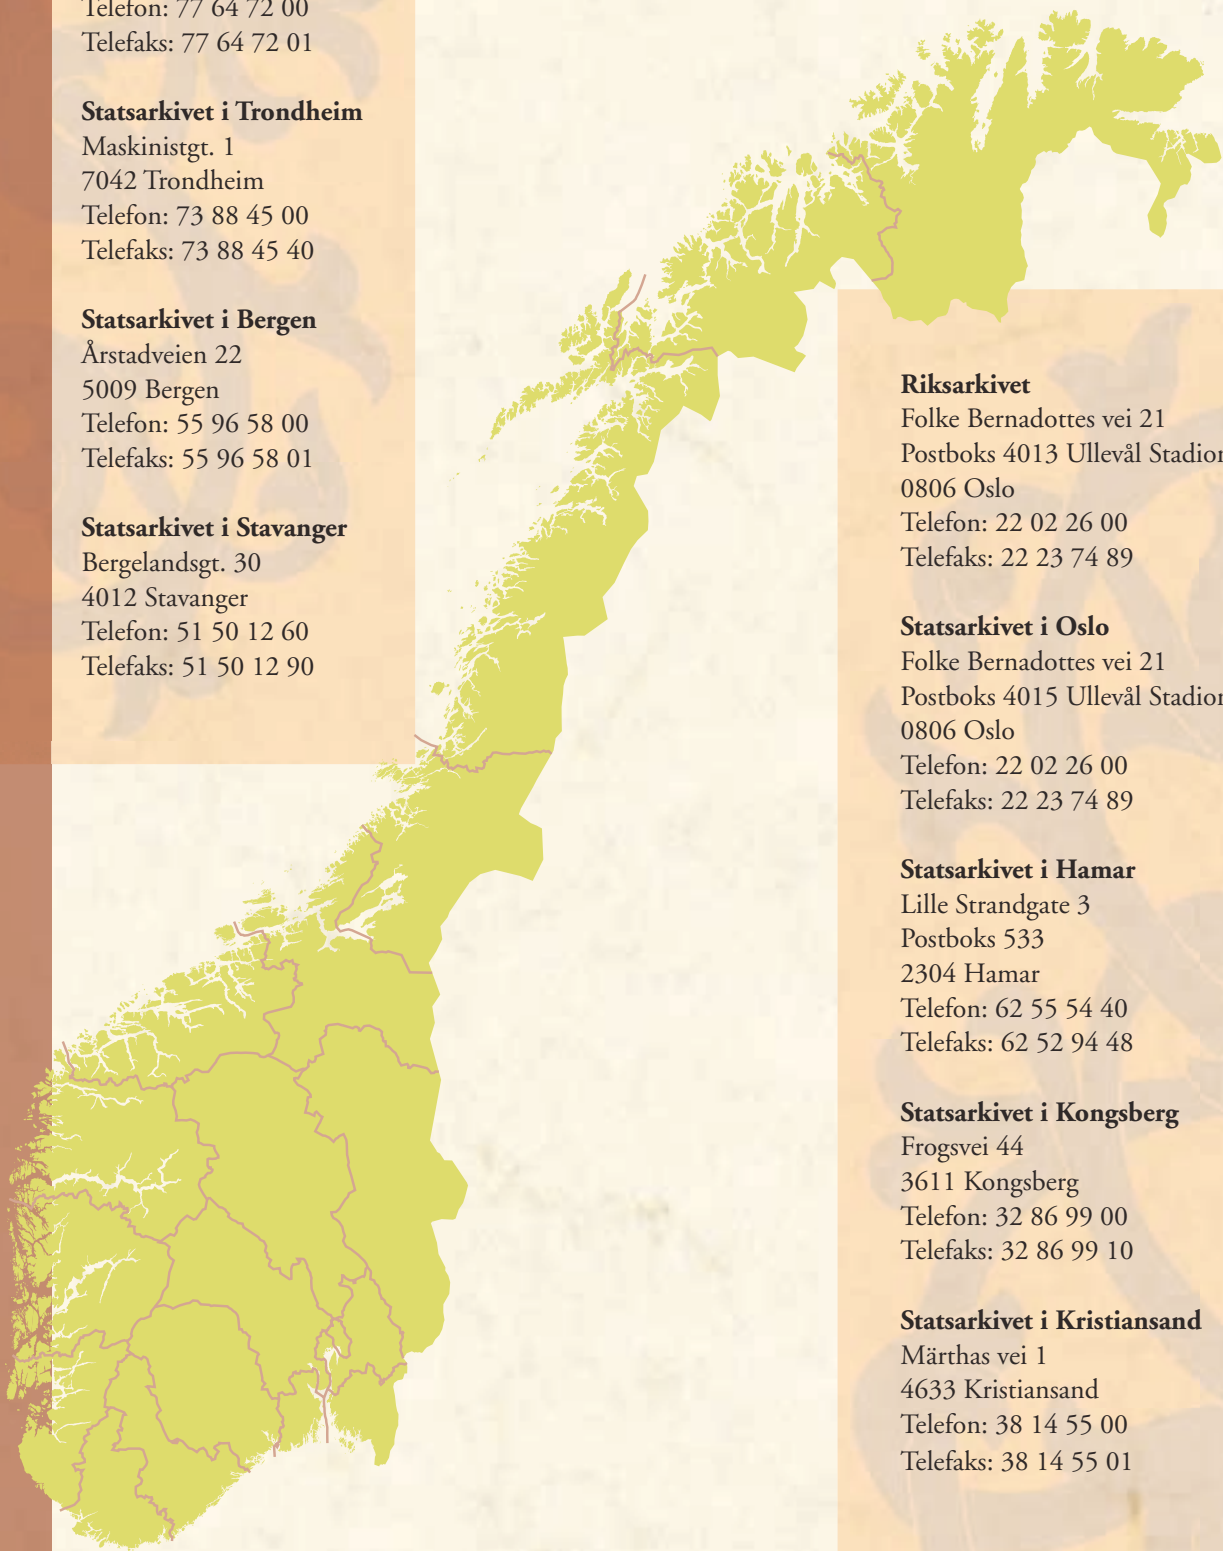 Telefon: 77 64 72 00
Telefaks: 77 64 72 01
Statsarkivet i Trondheim
Maskinistgt. 1
7042 Trondheim
Telefon: 73 88 45 00
Telefaks: 73 88 45 40
Statsarkivet i Bergen
Årstadveien 22
5009 Bergen
Telefon: 55 96 58 00
Telefaks: 55 96 58 01
Statsarkivet i Stavanger
Bergelandsgt. 30
4012 Stavanger
Telefon: 51 50 12 60
Telefaks: 51 50 12 90
Riksarkivet
Folke Bernadottes vei 21
Postboks 4013 Ullevål Stadion
0806 Oslo
Telefon: 22 02 26 00
Telefaks: 22 23 74 89
Statsarkivet i Oslo
Folke Bernadottes vei 21
Postboks 4015 Ullevål Stadion
0806 Oslo
Telefon: 22 02 26 00
Telefaks: 22 23 74 89
Statsarkivet i Hamar
Lille Strandgate 3
Postboks 533
2304 Hamar
Telefon: 62 55 54 40
Telefaks: 62 52 94 48
Statsarkivet i Kongsberg
Frogsvei 44
3611 Kongsberg
Telefon: 32 86 99 00
Telefaks: 32 86 99 10
Statsarkivet i Kristiansand
Märthas vei 1
4633 Kristiansand
Telefon: 38 14 55 00
Telefaks: 38 14 55 01